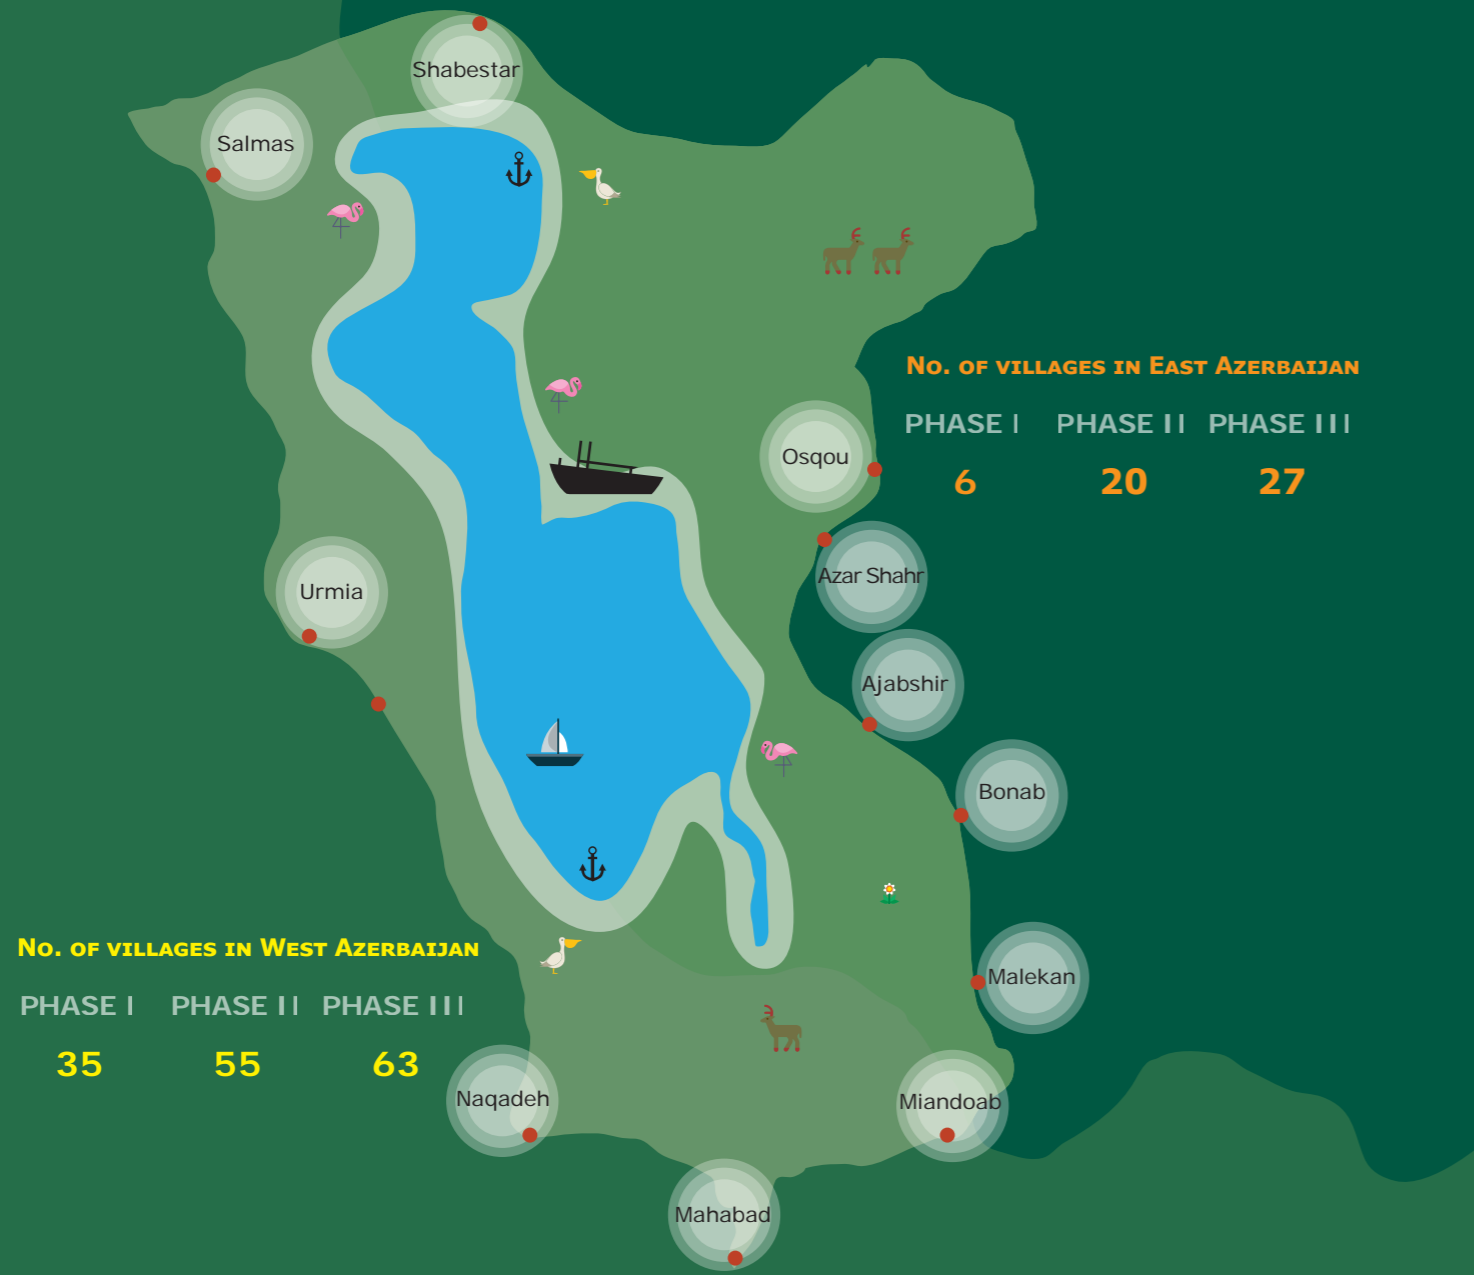 Shabestar
Salmas
No. of villages in East Azerbaijan
PHASE I PHASE II PHASE III
6 20 27
Osqou
Azar Shahr
Urmia
Ajabshir
Bonab
No. of villages in West Azerbaijan
PHASE I PHASE II PHASE III
35 55 63
Malekan
Naqadeh
Miandoab
Mahabad